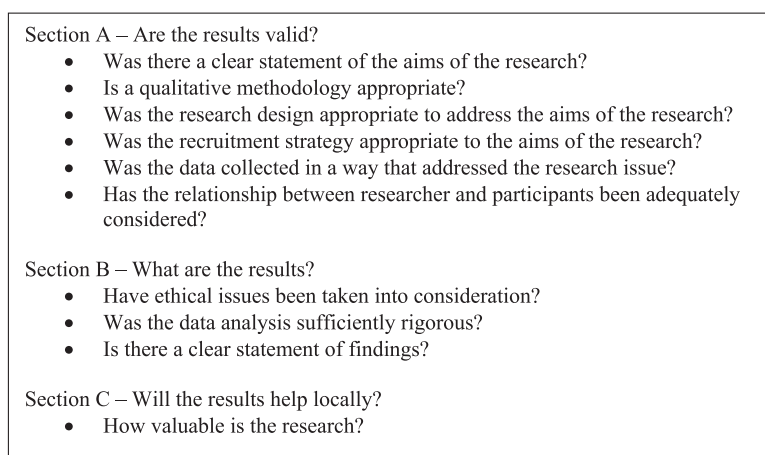 Section A – Are the results valid?
• Was there a clear statement of the aims of the research?
• Is a qualitative methodology appropriate?
• Was the research design appropriate to address the aims of the research?
• Was the recruitment strategy appropriate to the aims of the research?
• Was the data collected in a way that addressed the research issue?
• Has the relationship between researcher and participants been adequately
considered?
Section B – What are the results?
• Have ethical issues been taken into consideration?
• Was the data analysis sufficiently rigorous?
• Is there a clear statement of findings?
Section C – Will the results help locally?
• How valuable is the research?